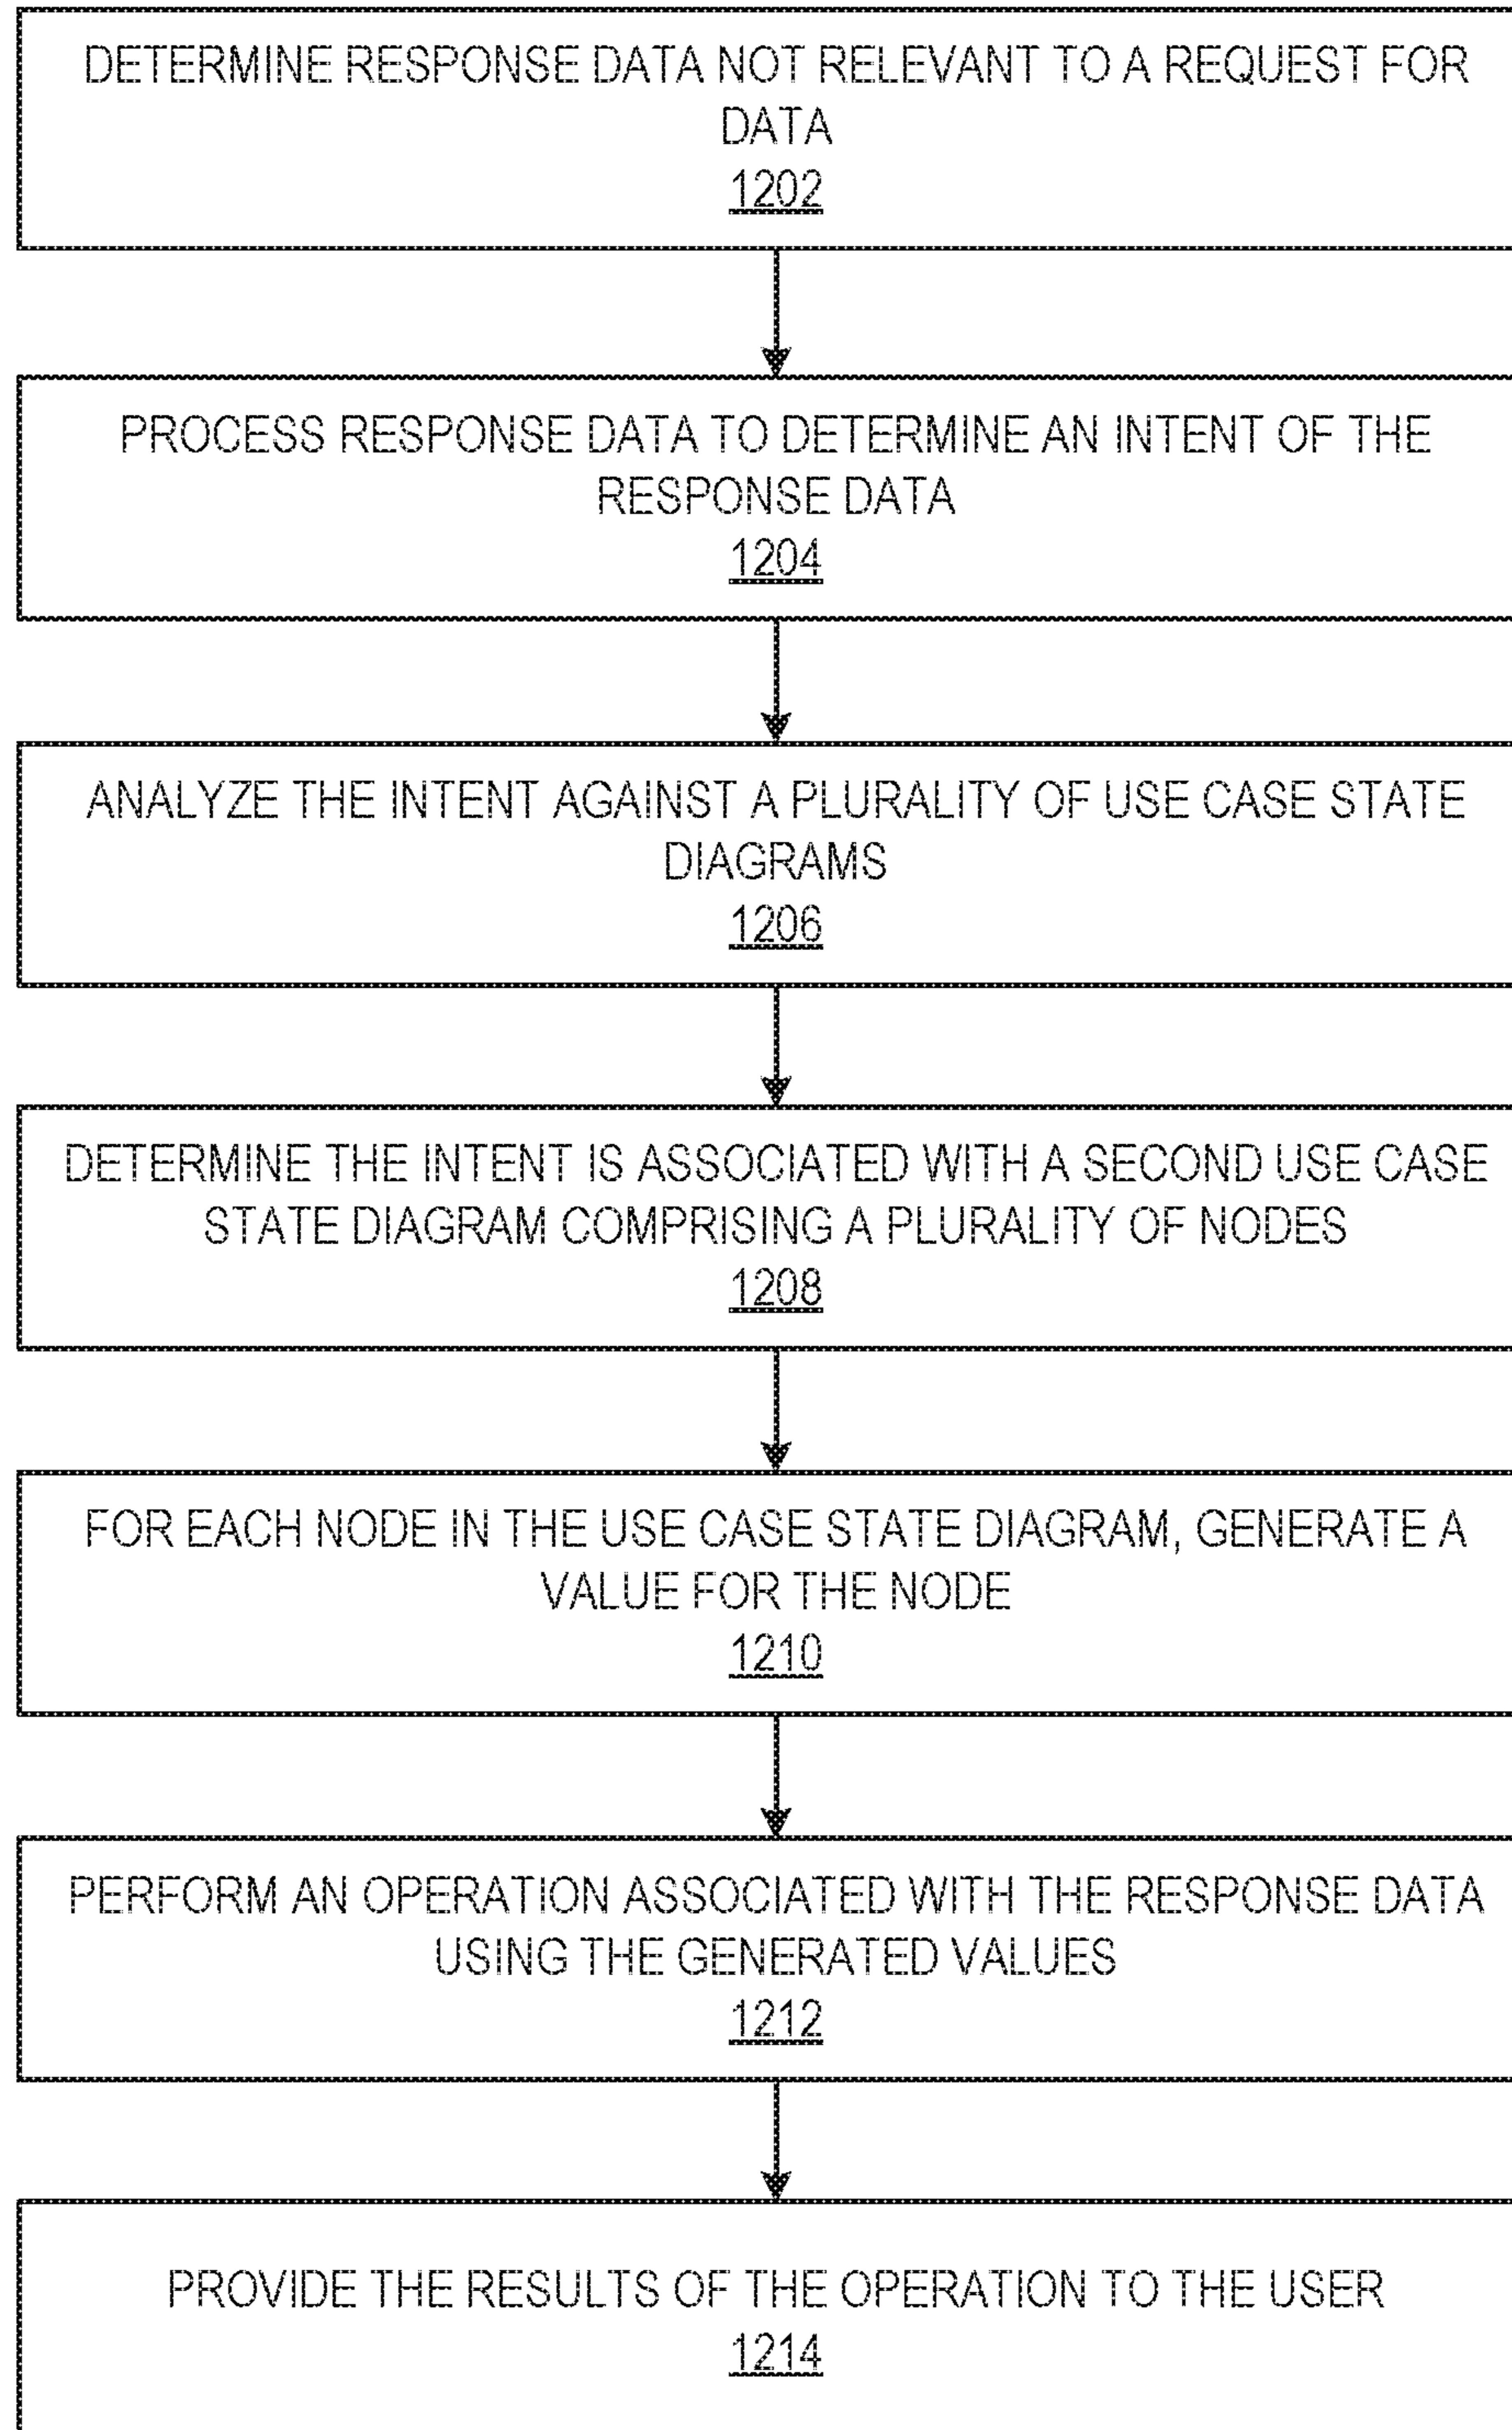 DETERMINE RESPONSE DATA NOT RELEVANT TO A REQUEST FOR
DATA
1202
PROCESS RESPONSE DATA TO DETERMINE AN INTENT OF THE
RESPONSE DATA
1204
ANALYZE THE INTENT AGAINST A PLURALITY OF USE CASE STATE
DIAGRAMS
1206
DETERMINE THE INTENT IS ASSOCIATED WITH A SECOND USE CASE
STATE DIAGRAM COMPRISING A PLURALITY OF NODES
1208
FOR EACH NODE IN THE USE CASE STATE DIAGRAM, GENERATE A
VALUE FOR THE NODE
1210
PERFORM AN OPERATION ASSOCIATED WITH THE RESPONSE DATA
USING THE GENERATED VALUES
1212
PROVIDE THE RESULTS OF THE OPERATION TO THE USER
1214